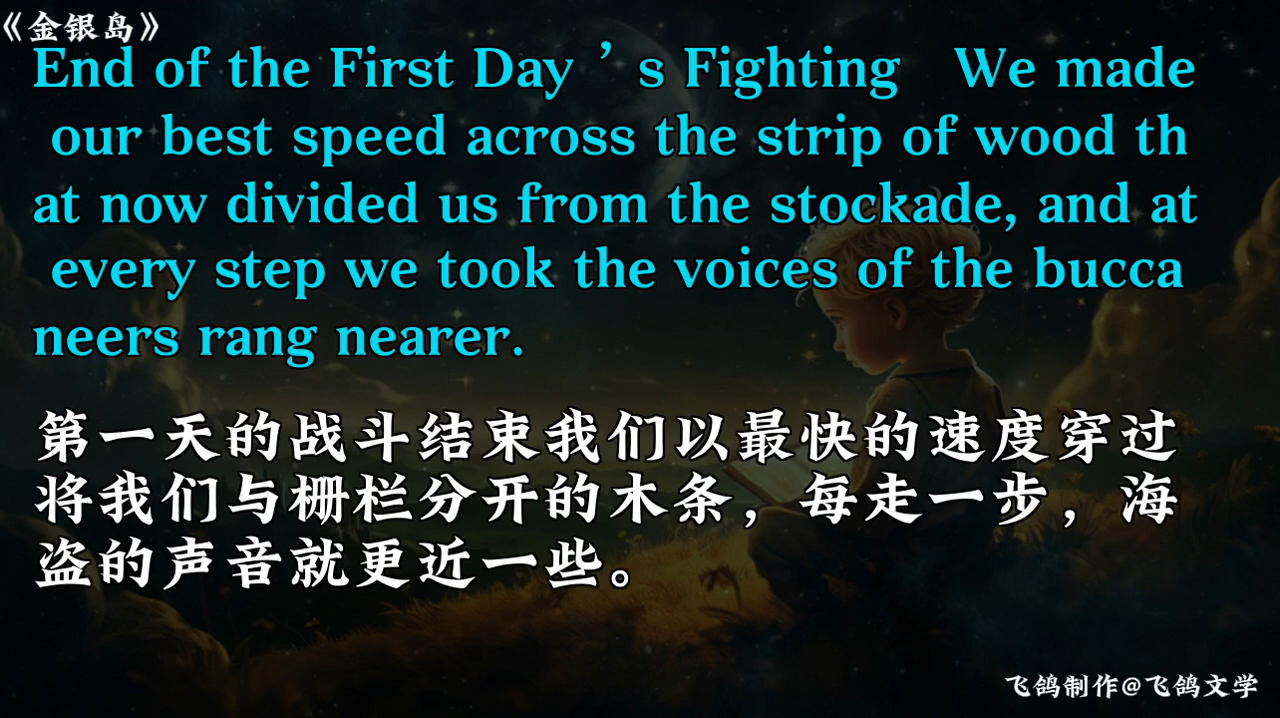 《金银岛》
End of the First Day ’ s Fighting　We made
our best speed across the strip of wood th
at now divided us from the stockade, and at
every step we took the voices of the bucca
neers rang nearer.
第一天的战斗结束我们以最快的速度穿过
将我们与栅栏分开的木条，每走一步，海
盗的声音就更近一些。
飞鸽制作@飞鸽文学